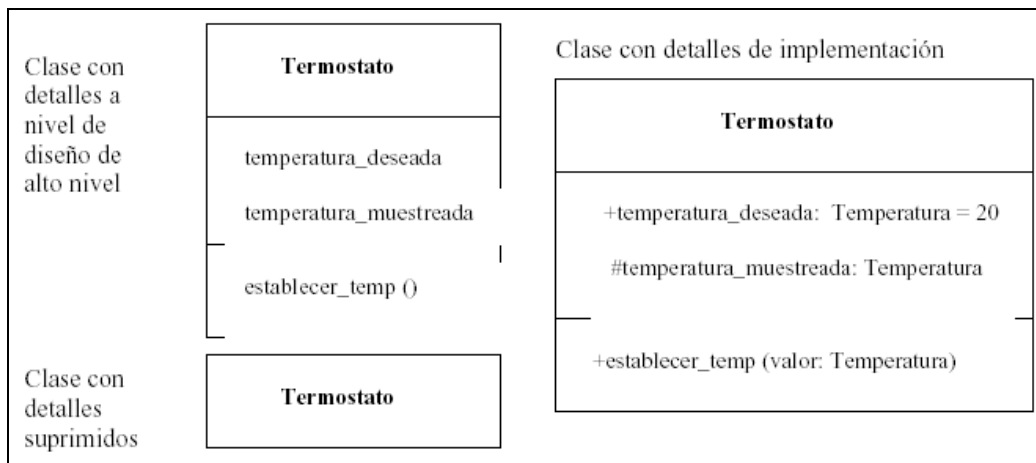 Clase con
detalles a
nivel de
diseño de
alto nivel
Termostato
temperatura_deseada
temperatura_muestreada
establecer_temp ()
Clase con
detalles
suprimidos
Termostato
Clase con detalles de implementación
Termostato
+temperatura_deseada: Temperatura = 20
#temperatura_muestreada: Temperatura
+establecer_temp (valor: Temperatura)